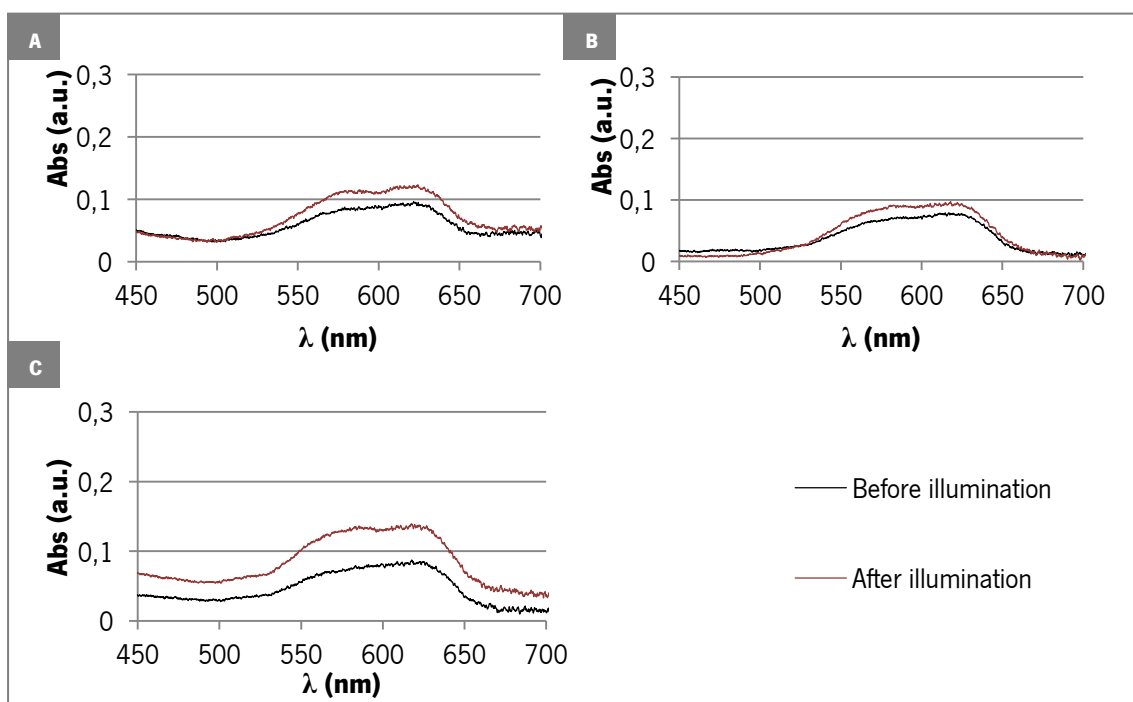 A
Abs (a.u.)
0,3
0,2
0,1
0
450 500 550 600 650 700
λ (nm)
B
Abs (a.u.)
0,3
0,2
0,1
0
450 500 550 600 650 700
λ (nm)
C
Abs (a.u.)
0,3
0,2
0,1
0
450 500 550 600 650 700
λ (nm)
Before illumination
After illumination